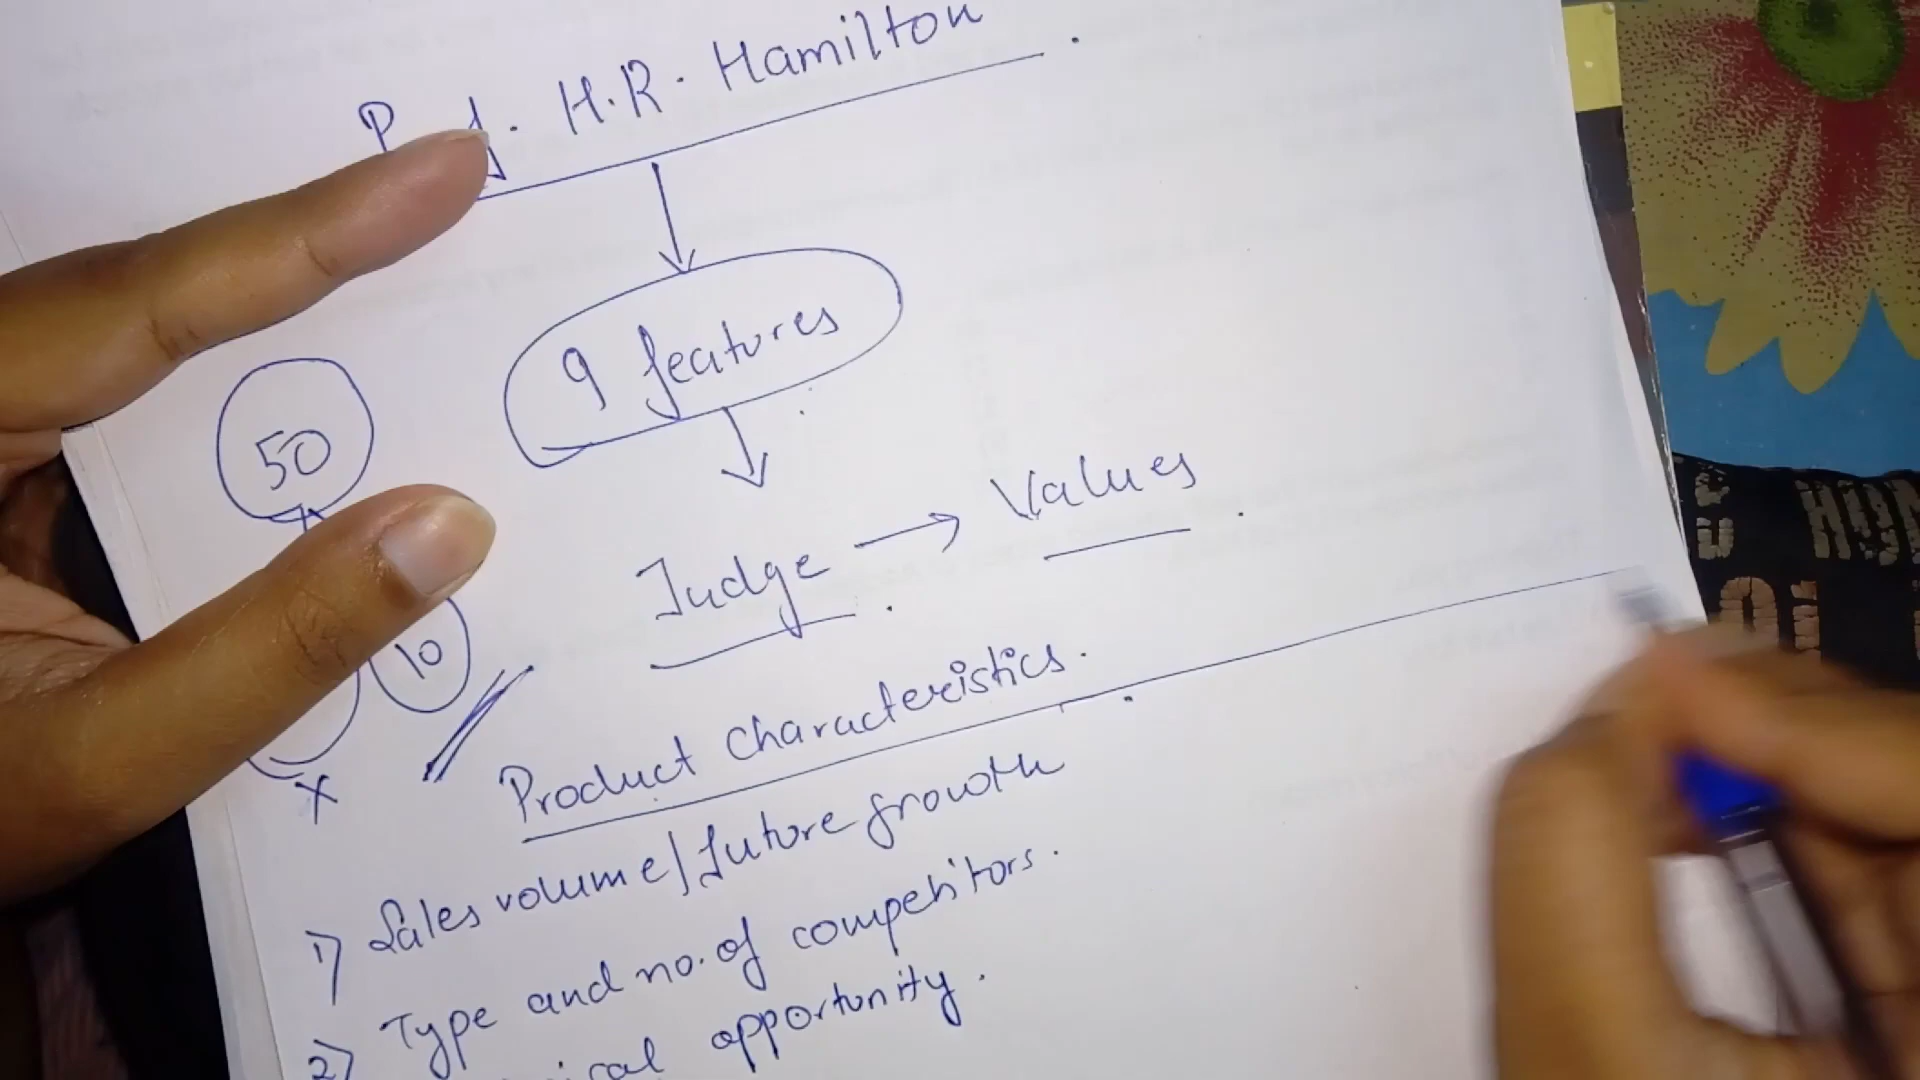 H.R. Hamilton
9 features
50
Judge → Values
10
Product Characteristics.
X
1) Sales volume/future growth
2) Type and no. of competitors.
opportunity.